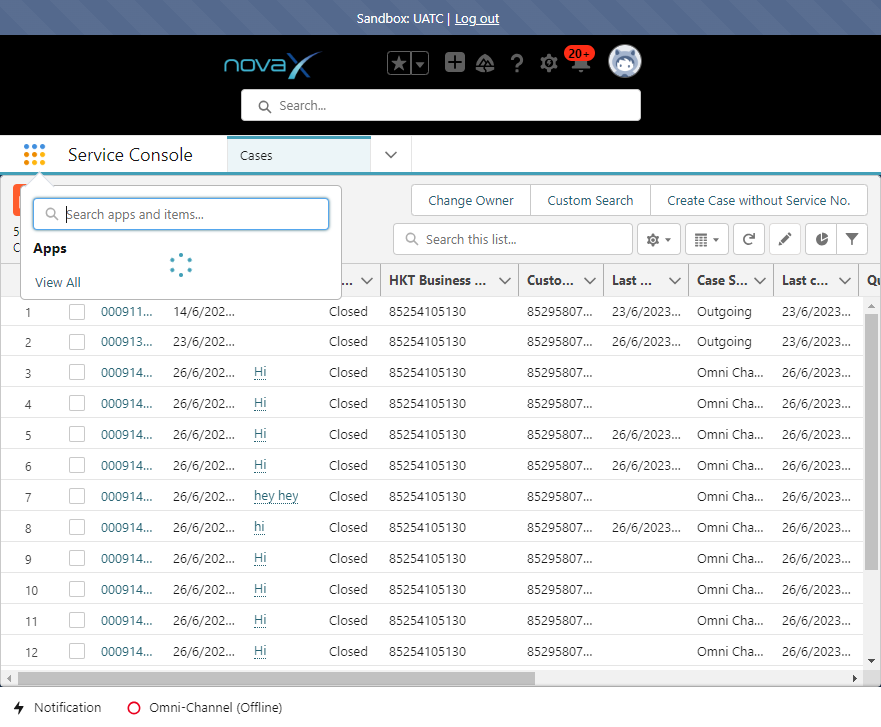 Sandbox: UATC | Log out
novaX
20+
Search...
Service Console Cases
Search apps and items...
Apps
View All
Change Owner Custom Search Create Case without Service No.
5
C
Search this list...
... HKT Business ... Custo... Last ... Case S... Last c... Qu
1 000911... 14/6/202... Closed 85254105130 85295807... 23/6/2023... Outgoing 23/6/2023...
2 000913... 23/6/202... Closed 85254105130 85295807... 26/6/2023... Outgoing 23/6/2023...
3 000914... 26/6/202... Hi Closed 85254105130 85295807... Omni Cha... 26/6/2023...
4 000914... 26/6/202... Hi Closed 85254105130 85295807... Omni Cha... 26/6/2023...
5 000914... 26/6/202... Hi Closed 85254105130 85295807... 26/6/2023... Omni Cha... 26/6/2023...
6 000914... 26/6/202... Hi Closed 85254105130 85295807... 26/6/2023... Omni Cha... 26/6/2023...
7 000914... 26/6/202... hey hey Closed 85254105130 85295807... Omni Cha... 26/6/2023...
8 000914... 26/6/202... hi Closed 85254105130 85295807... 26/6/2023... Omni Cha... 26/6/2023...
9 000914... 26/6/202... Hi Closed 85254105130 85295807... Omni Cha... 26/6/2023...
10 000914... 26/6/202... Hi Closed 85254105130 85295807... Omni Cha... 26/6/2023...
11 000914... 26/6/202... Hi Closed 85254105130 85295807... Omni Cha... 26/6/2023...
12 000914... 26/6/202... Hi Closed 85254105130 85295807... Omni Cha... 26/6/2023...
Notification Omni-Channel (Offline)